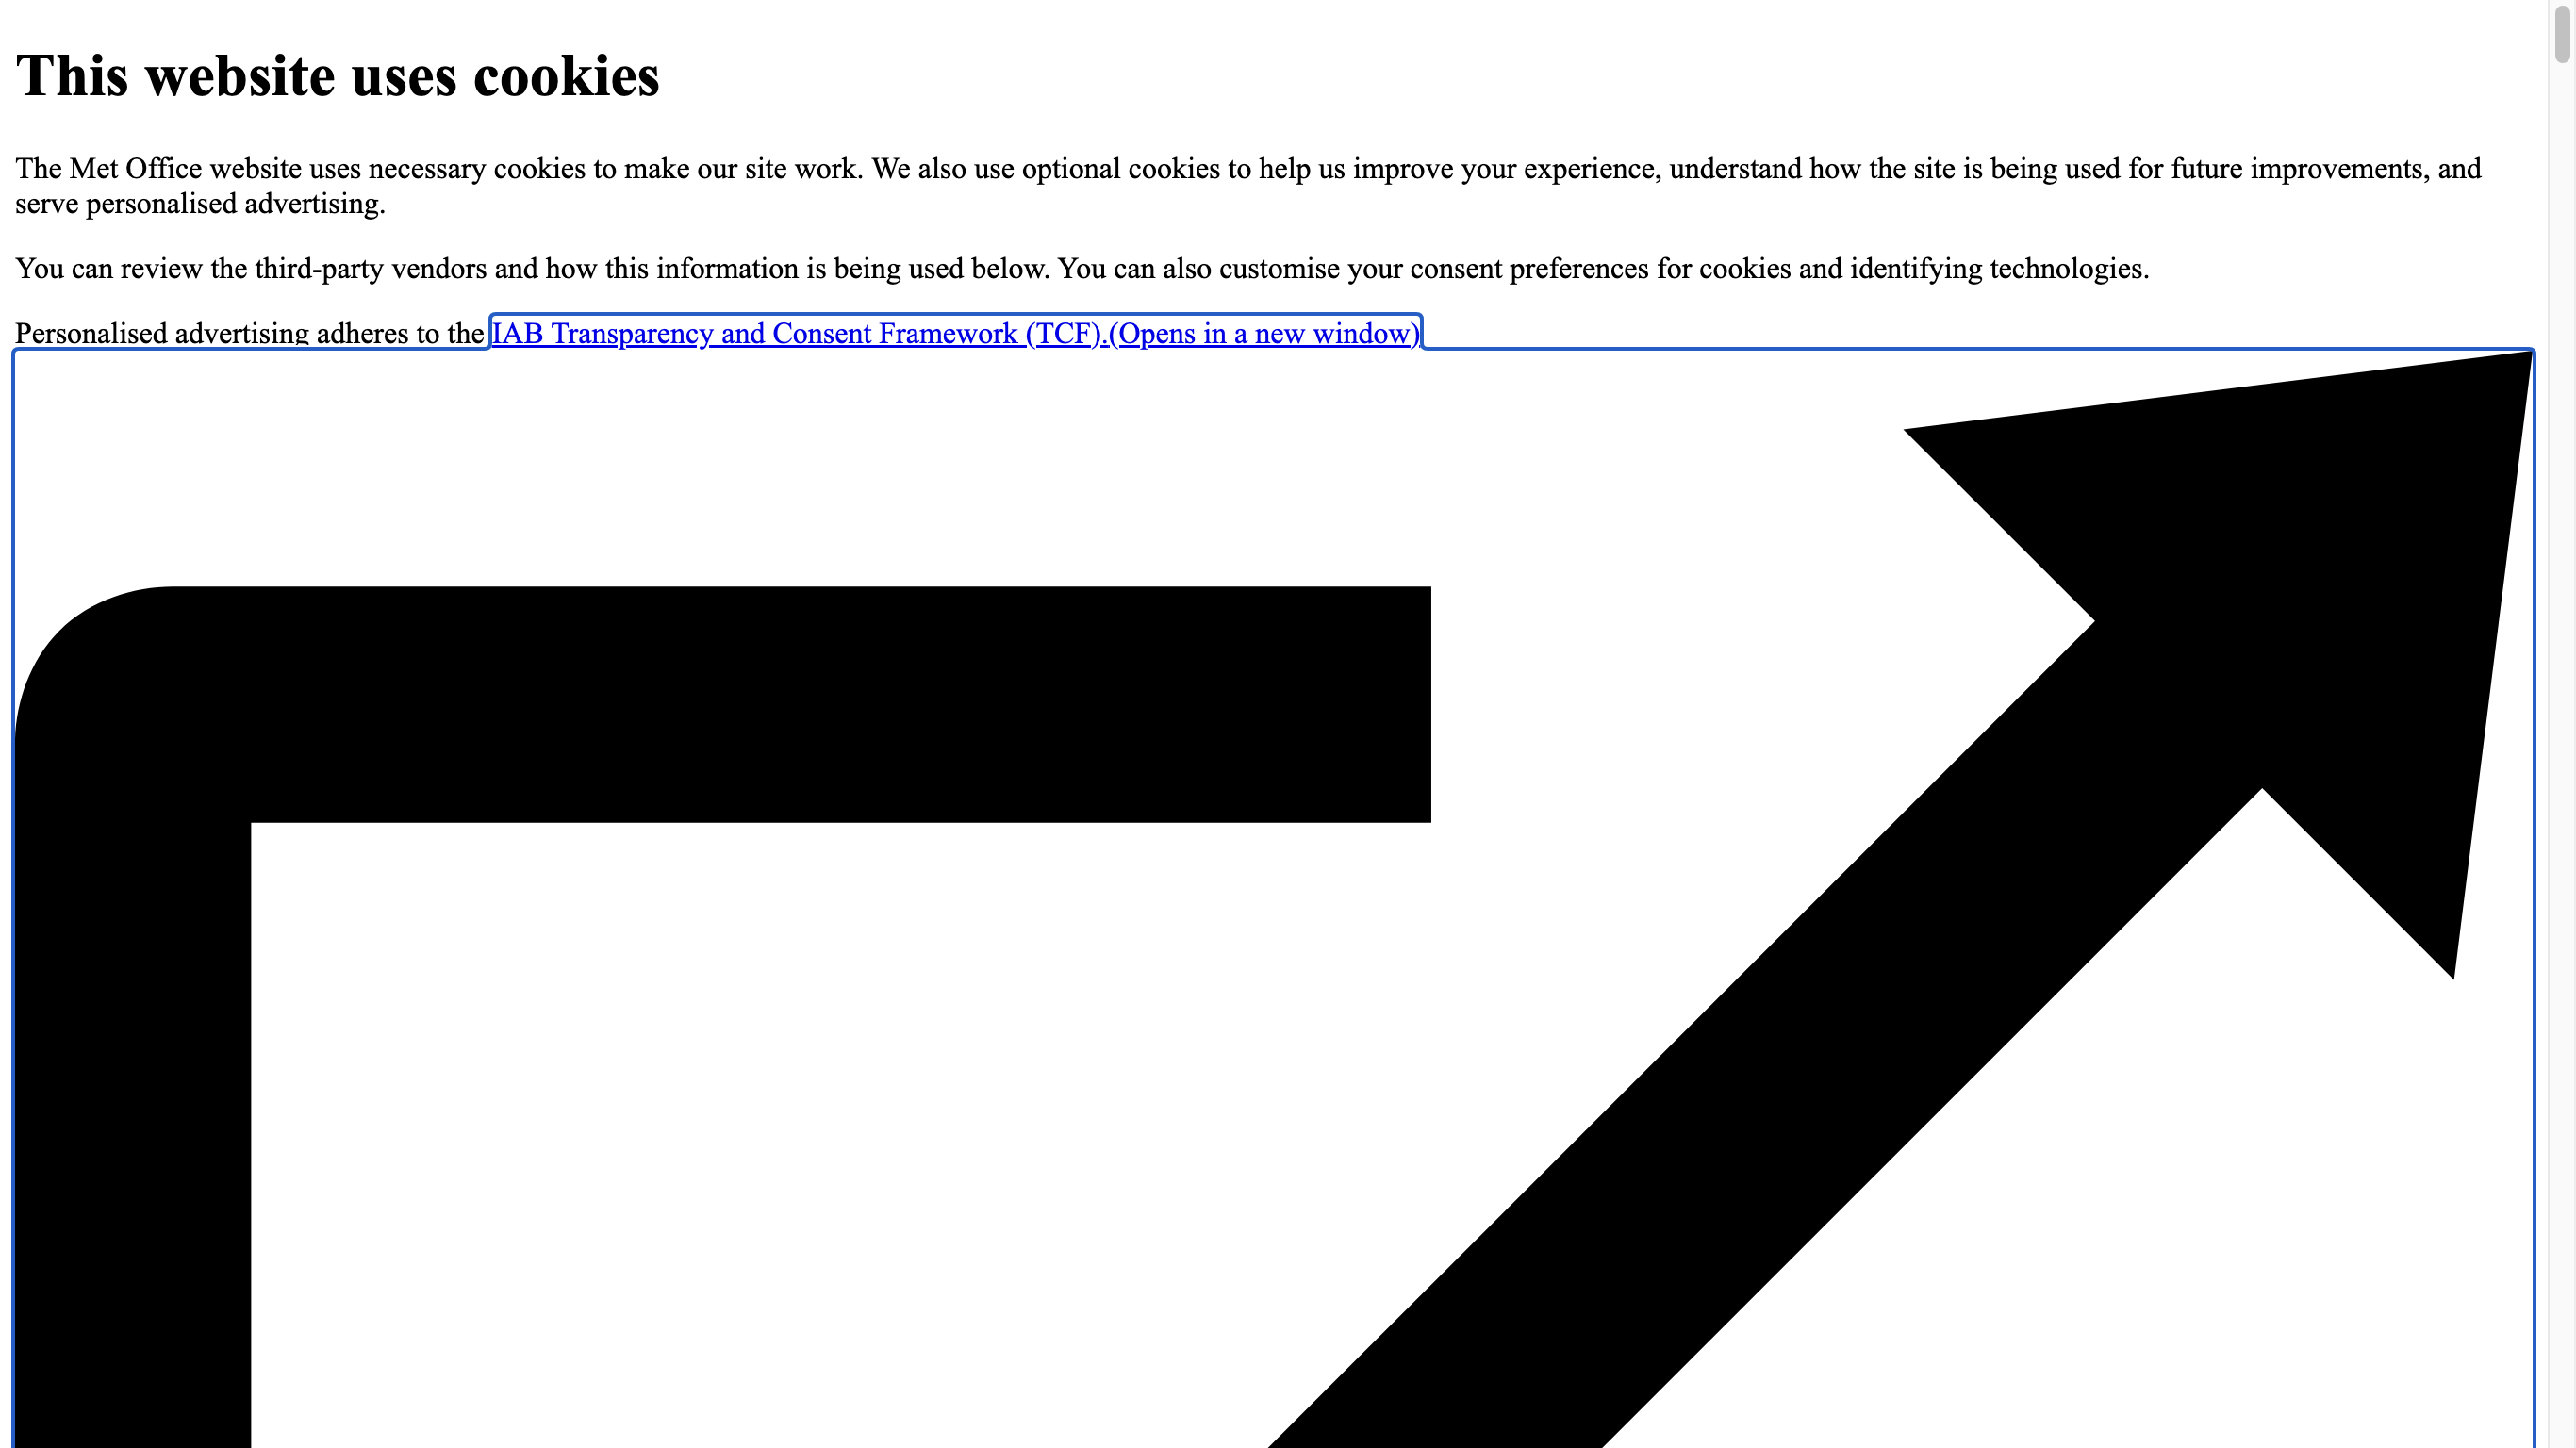 This website uses cookies
The Met Office website uses necessary cookies to make our site work. We also use optional cookies to help us improve your experience, understand how the site is being used for future improvements, and
serve personalised advertising.
You can review the third-party vendors and how this information is being used below. You can also customise your consent preferences for cookies and identifying technologies.
Personalised advertising adheres to the IAB Transparency and Consent Framework (TCF).(Opens in a new window)